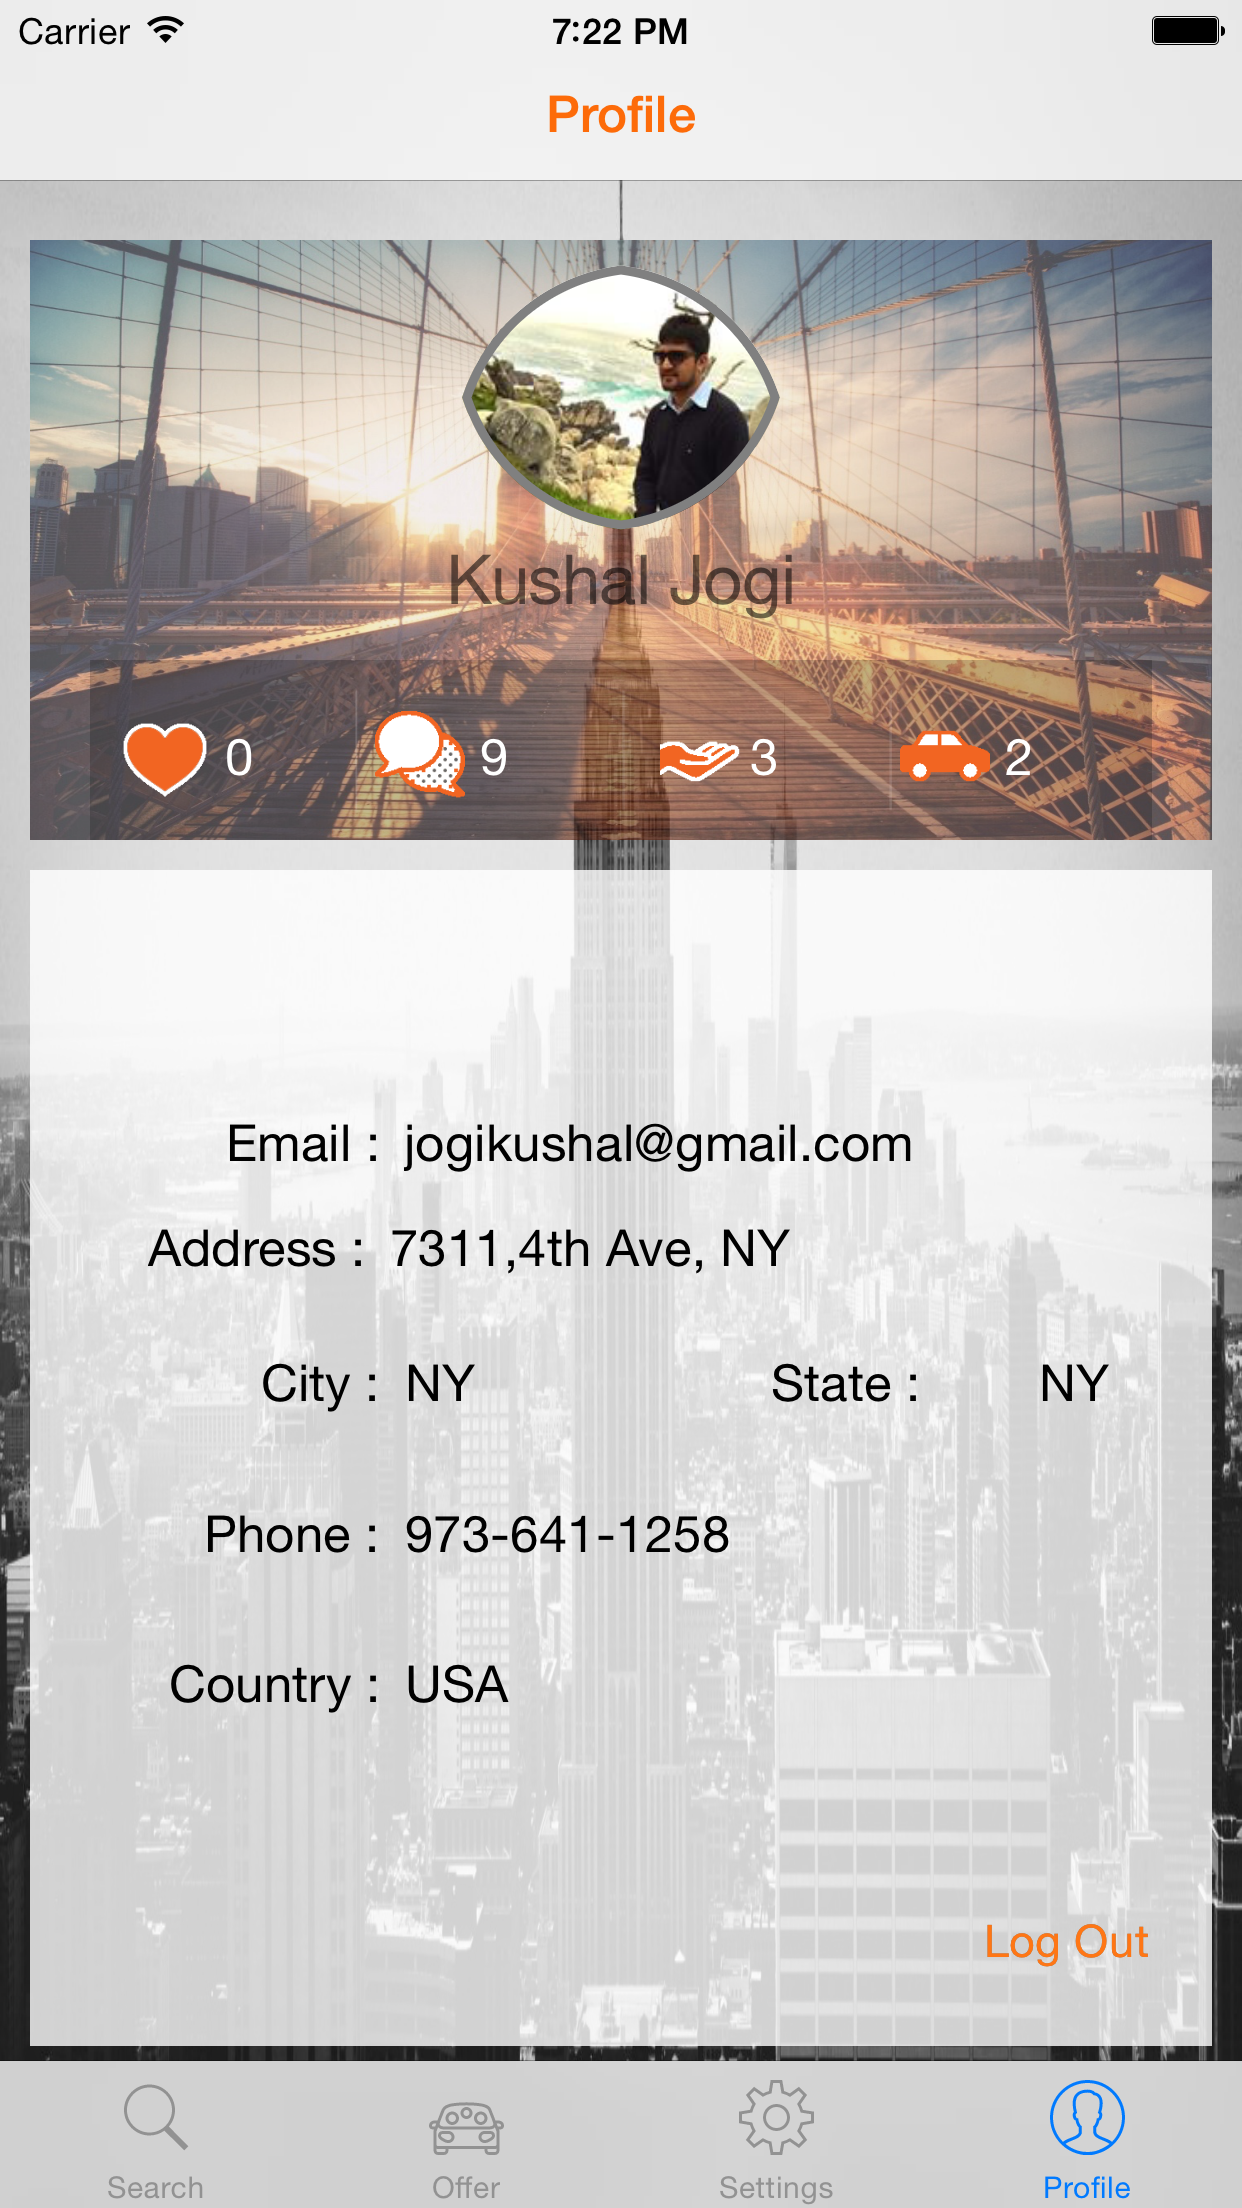 Carrier 7:22 PM
Profile
Kushal Jogi
0 9 3 2
Email : jogikushal@gmail.com
Address : 7311,4th Ave, NY
City : NY State : NY
Phone : 973-641-1258
Country : USA
Log Out
Search Offer Settings Profile